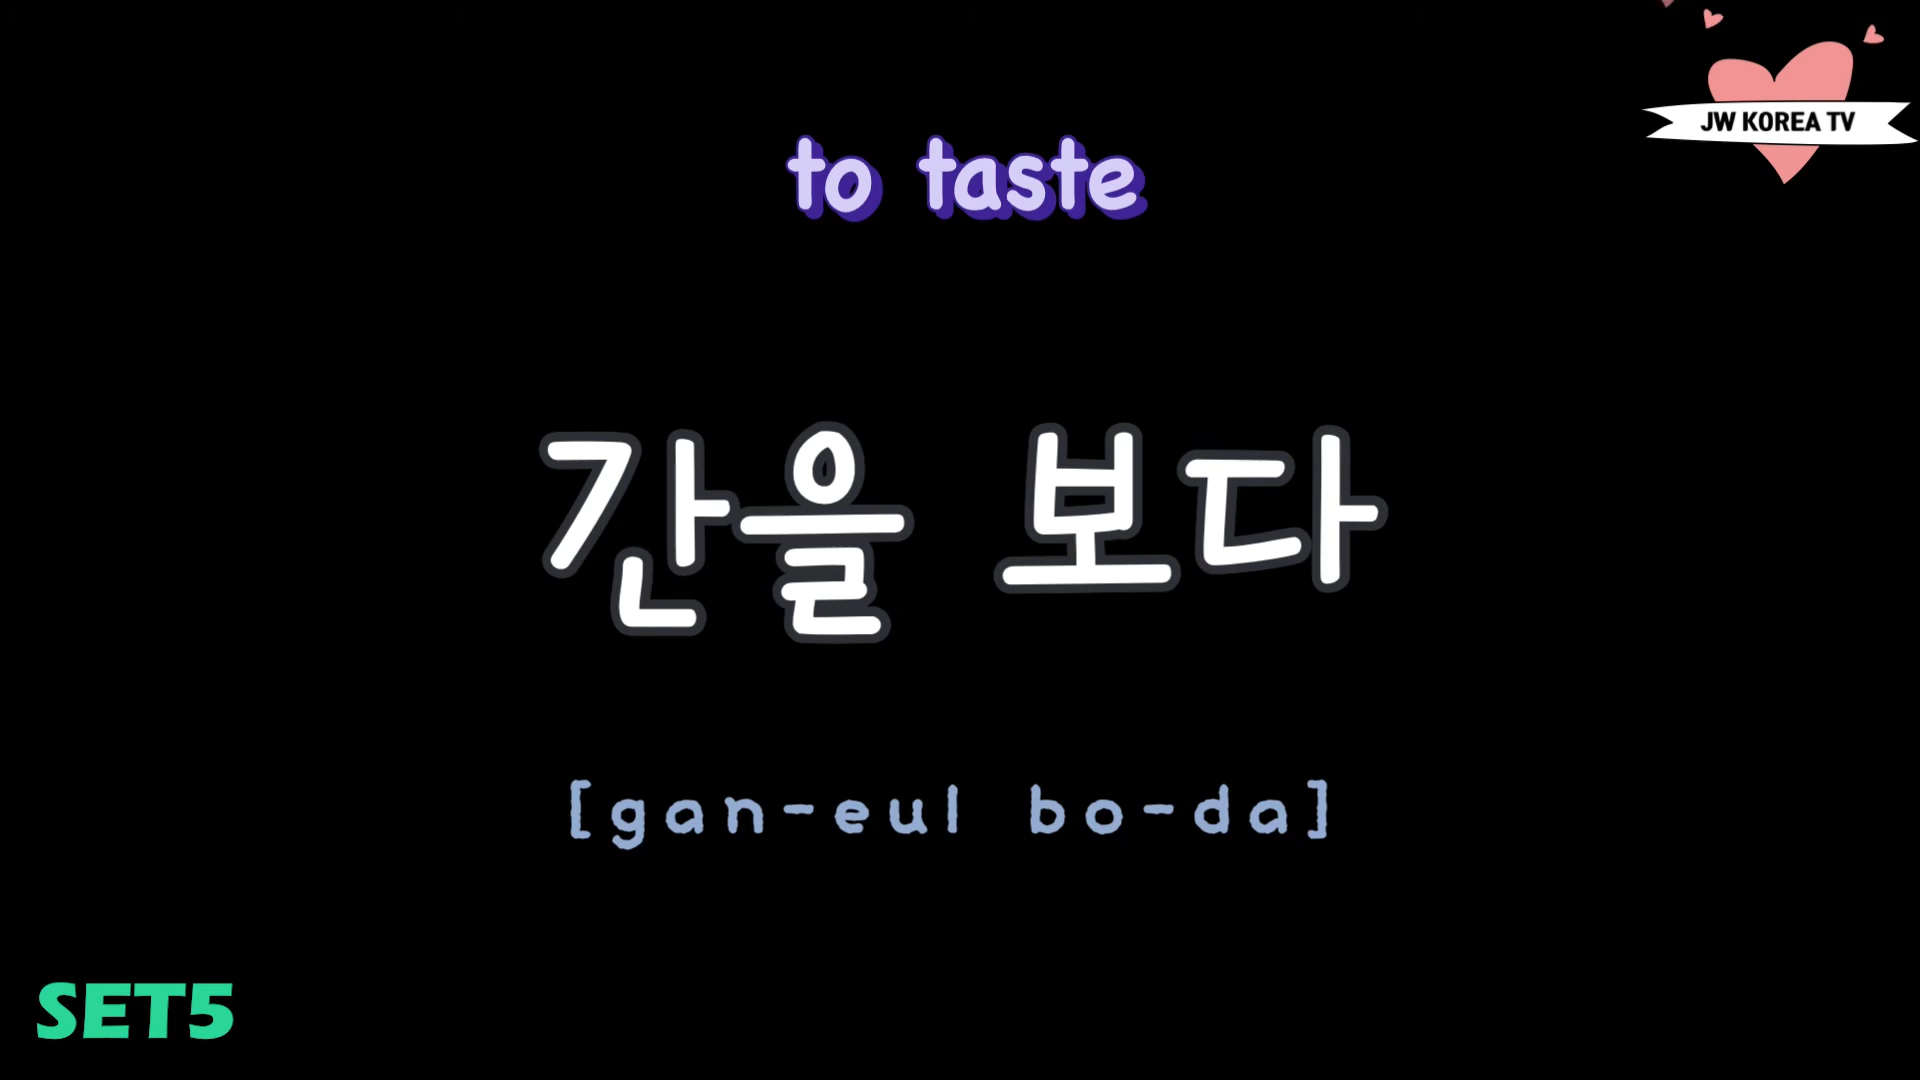 JW KOREA TV
to taste
간을 보다
[gan-eul bo-da]
SET5